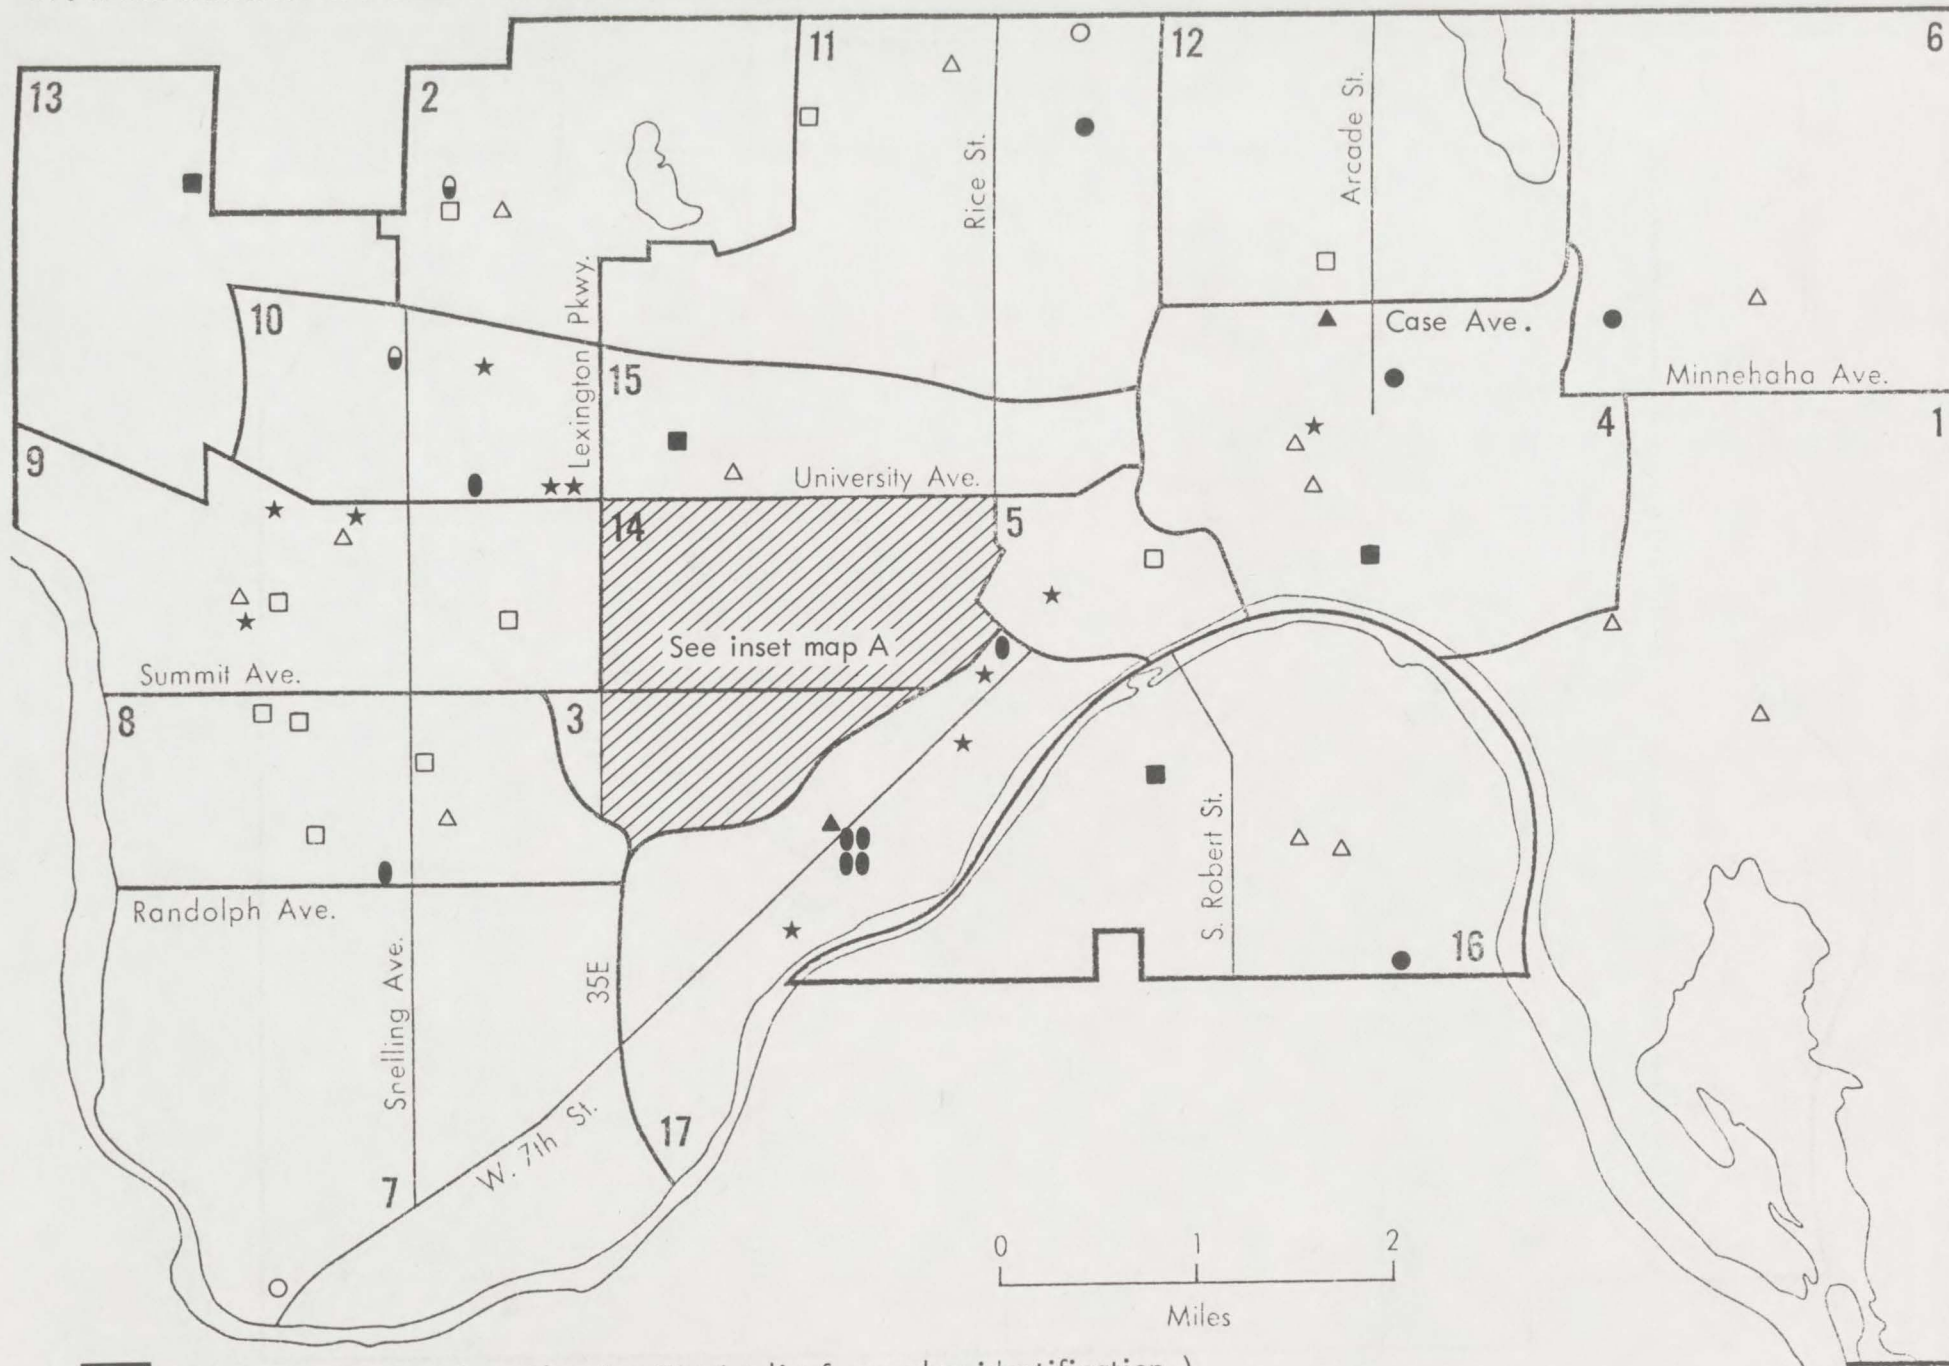 13
2
11
12
6
Rice St.
Arcade St.
Lexington Pkwy.
10
Case Ave.
15
Minnehaha Ave.
9
4
1
University Ave.
14
5
See inset map A
Summit Ave.
8
3
Randolph Ave.
S. Robert St.
16
35E
Snelling Ave.
W. 7th St.
17
7
0 1 2
Miles
identification.)